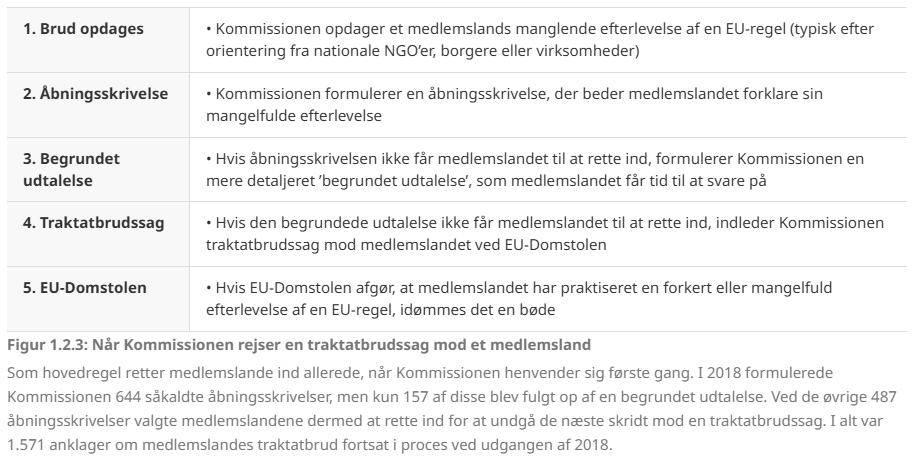 1. Brud opdages
• Kommissionen opdager et medlemslands manglende efterlevelse af en EU-regel (typisk efter
orientering fra nationale NGO’er, borgere eller virksomheder)
2. Åbningsskrivelse
• Kommissionen formulerer en åbningsskrivelse, der beder medlemslandet forklare sin
mangelfulde efterlevelse
3. Begrundet
udtalelse
• Hvis åbningsskrivelsen ikke får medlemslandet til at rette ind, formulerer Kommissionen en
mere detaljeret ’begrundet udtalelse’, som medlemslandet får tid til at svare på
4. Traktatbrudssag
• Hvis den begrundede udtalelse ikke får medlemslandet til at rette ind, indleder Kommissionen
traktatbrudssag mod medlemslandet ved EU-Domstolen
5. EU-Domstolen
• Hvis EU-Domstolen afgør, at medlemslandet har praktiseret en forkert eller mangelfuld
efterlevelse af en EU-regel, idømmes det en bøde
Figur 1.2.3: Når Kommissionen rejser en traktatbrudssag mod et medlemsland
Som hovedregel retter medlemslande ind allerede, når Kommissionen henvender sig første gang. I 2018 formulerede
Kommissionen 644 såkaldte åbningsskrivelser, men kun 157 af disse blev fulgt op af en begrundet udtalelse. Ved de øvrige 487
åbningsskrivelser valgte medlemslandene dermed at rette ind for at undgå de næste skridt mod en traktatbrudssag. I alt var
1.571 anklager om medlemslandes traktatbrud fortsat i proces ved udgangen af 2018.